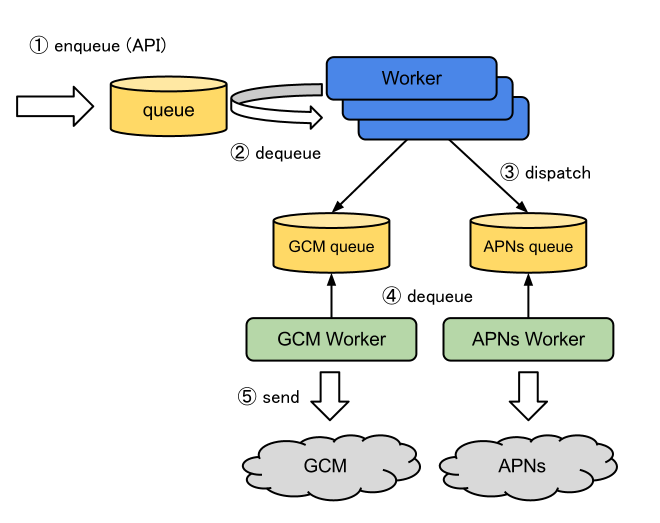 ① enqueue (API)
queue
Worker
② dequeue
③ dispatch
GCM queue
APNs queue
④ dequeue
GCM Worker
APNs Worker
⑤ send
GCM
APNs